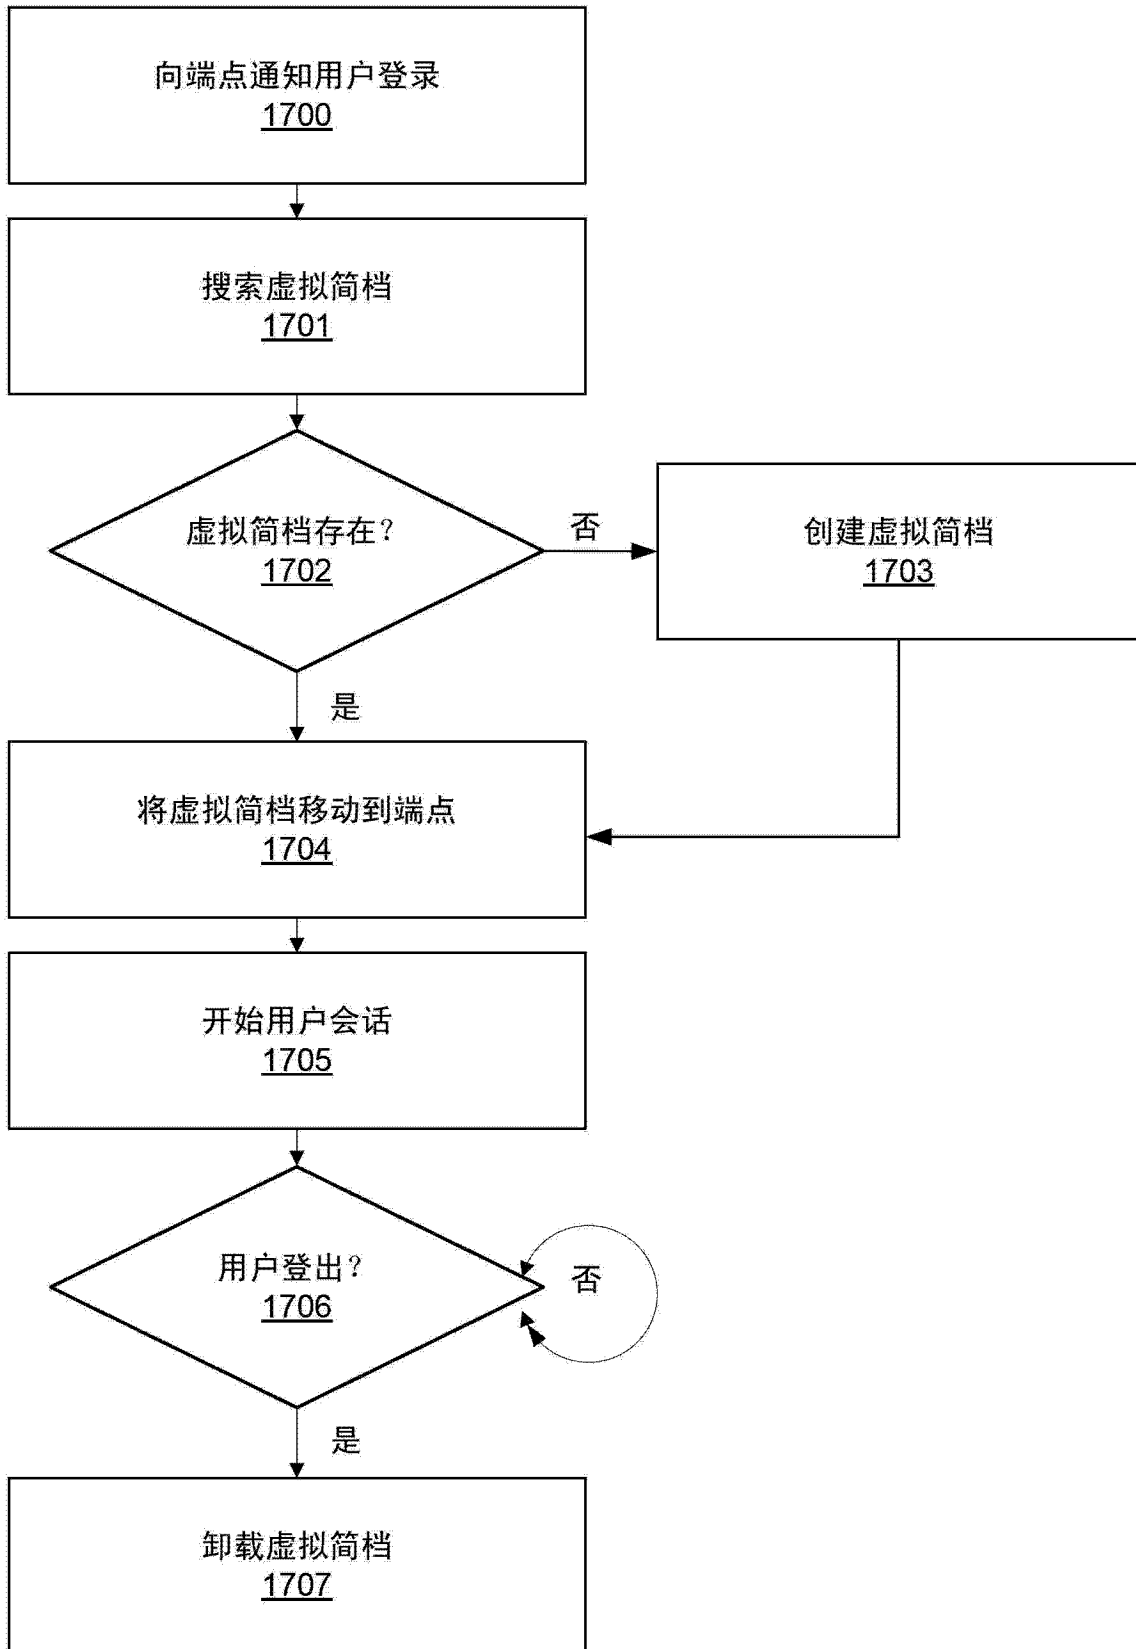 向端点通知用户登录
1700
搜索虚拟简档
1701
虚拟简档存在？
1702
否
创建虚拟简档
1703
是
将虚拟简档移动到端点
1704
开始用户会话
1705
用户登出？
1706
否
是
卸载虚拟简档
1707